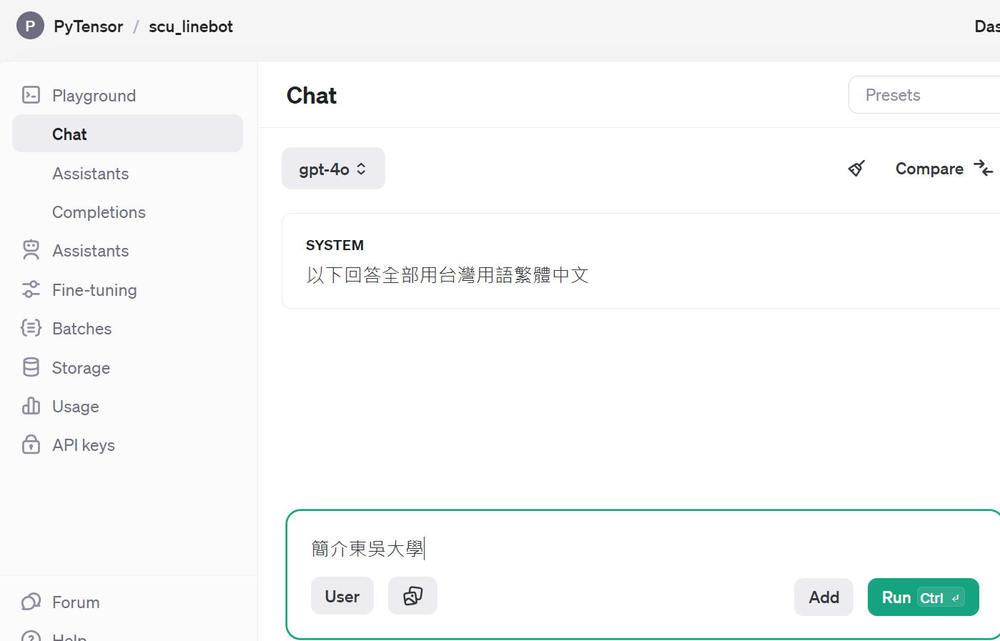 P PyTensor / scu_linebot
Playground
Chat
Assistants
Completions
Assistants
Fine-tuning
Batches
Storage
Usage
API keys
Forum
Help
Chat
Presets
gpt-4o
Compare
SYSTEM
以下回答全部用台灣用語繁體中文
簡介東吳大學
User
Add
Run Ctrl ↵